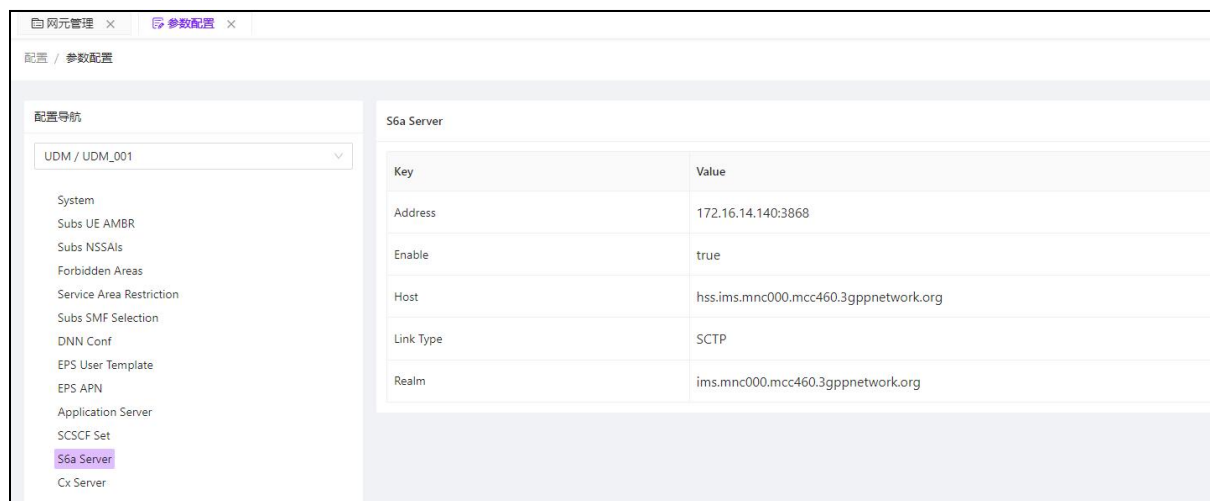 网元管理 × 参数配置 ×
配置 / 参数配置
配置导航
UDM / UDM_001
System
Subs UE AMBR
Subs NSSAIs
Forbidden Areas
Service Area Restriction
Subs SMF Selection
DNN Conf
EPS User Template
EPS APN
Application Server
SCSCF Set
S6a Server
Cx Server
S6a Server
Key Value
Address 172.16.14.140:3868
Enable true
Host hss.ims.mnc000.mcc460.3gppnetwork.org
Link Type SCTP
Realm ims.mnc000.mcc460.3gppnetwork.org